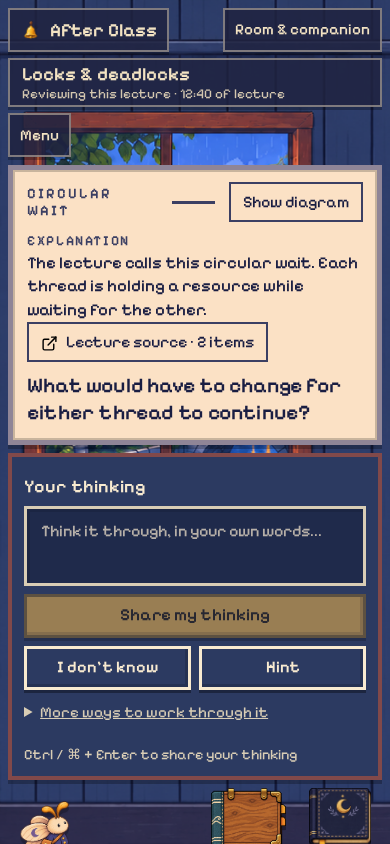 After Class
Room & companion
Locks & deadlocks
Reviewing this lecture · 12:40 of lecture
Menu
CIRCULAR
WAIT
Show diagram
EXPLANATION
The lecture calls this circular wait. Each
thread is holding a resource while
waiting for the other.
Lecture source · 2 items
What would have to change for
either thread to continue?
Your thinking
Think it through, in your own words...
Share my thinking
I don't know
Hint
More ways to work through it
Ctrl / ⌘ + Enter to share your thinking